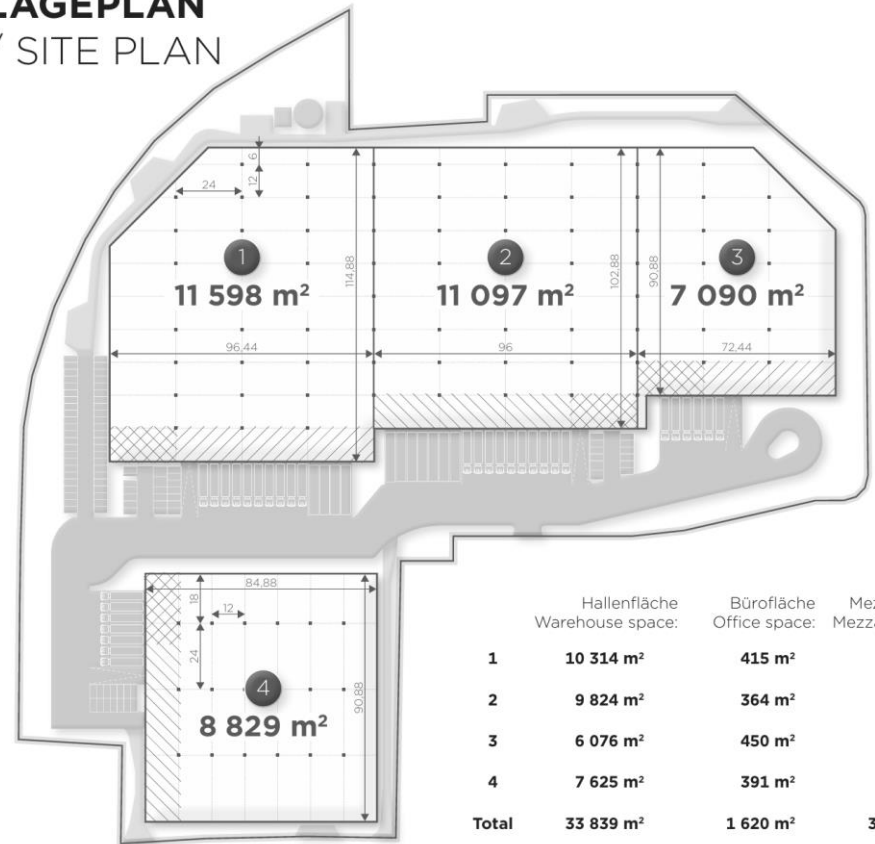 LAGEPLAN
/ SITE PLAN
6
12
24
114,88
102,88
90,88
1
11 598 m²
2
11 097 m²
3
7 090 m²
96,44
96
72,44
84,88
18
12
24
90,88
4
8 829 m²
Hallenfläche Bürofläche
Warehouse space: Office space:
1 10 314 m² 415 m²
2 9 824 m² 364 m²
3 6 076 m² 450 m²
4 7 625 m² 391 m²
Total 33 839 m² 1 620 m² 3